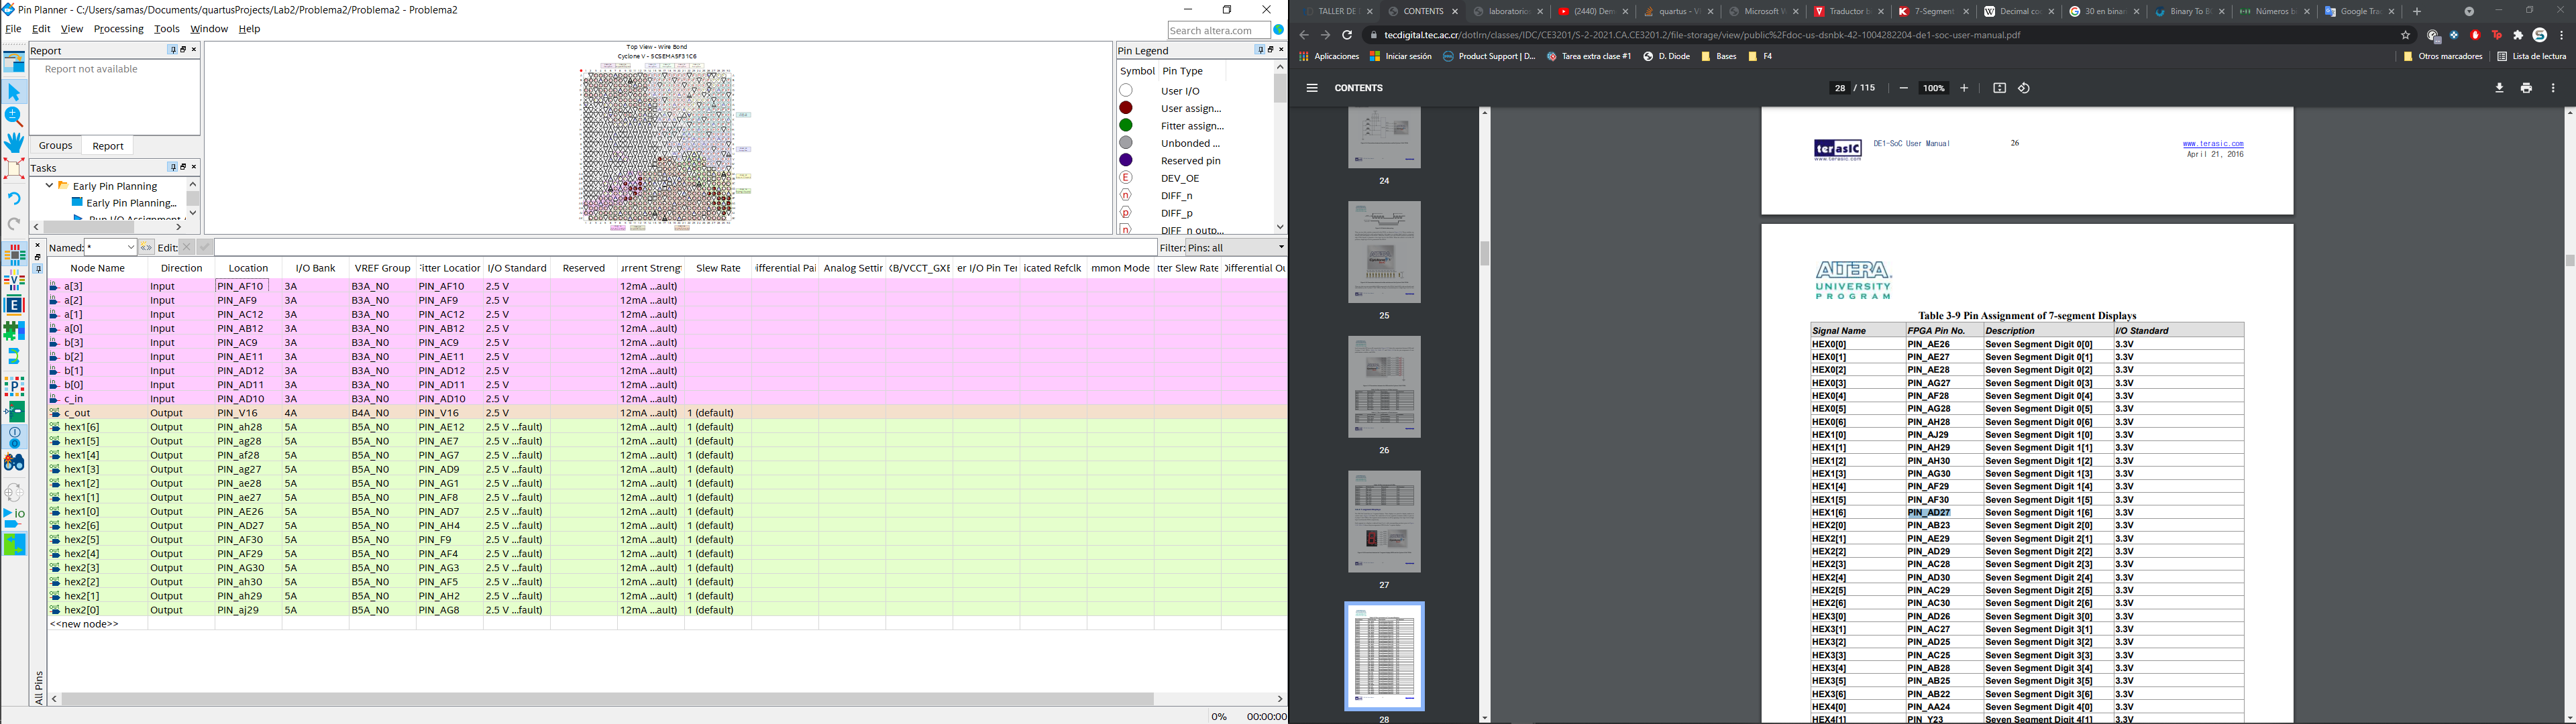 Pin Planner - C:/Users/samas/Documents/quartusProjects/Lab2/Problema2/Problema2 - Problema2
File Edit View Processing Tools Window Help
Search altera.com
Report
Report not available
Groups Report
Tasks
Early Pin Planning
Early Pin Planning...
Run I/O Assignment
Top View - Wire Bond
Cyclone V - 5CSEMA5F31C6
Pin Legend
Symbol Pin Type
User I/O
User assign...
Fitter assign...
Unbonded ...
Reserved pin
E DEV_OE
n DIFF_n
p DIFF_p
n DIFF_n outp...
Named: * Edit: Filter: Pins: all
Node Name Direction Location I/O Bank VREF Group Fitter Location I/O Standard Reserved urrent Strengt Slew Rate ifferential Pai Analog Settin XB/VCCT_GXE er I/O Pin Ter icated Refclk mmon Mode tter Slew Rate Differential Ou
a[3] Input PIN_AF10 3A B3A_N0 PIN_AF10 2.5 V 12mA ...ault)
a[2] Input PIN_AF9 3A B3A_N0 PIN_AF9 2.5 V 12mA ...ault)
a[1] Input PIN_AC12 3A B3A_N0 PIN_AC12 2.5 V 12mA ...ault)
a[0] Input PIN_AB12 3A B3A_N0 PIN_AB12 2.5 V 12mA ...ault)
b[3] Input PIN_AC9 3A B3A_N0 PIN_AC9 2.5 V 12mA ...ault)
b[2] Input PIN_AE11 3A B3A_N0 PIN_AE11 2.5 V 12mA ...ault)
b[1] Input PIN_AD12 3A B3A_N0 PIN_AD12 2.5 V 12mA ...ault)
b[0] Input PIN_AD11 3A B3A_N0 PIN_AD11 2.5 V 12mA ...ault)
c_in Input PIN_AD10 3A B3A_N0 PIN_AD10 2.5 V 12mA ...ault)
c_out Output PIN_V16 4A B4A_N0 PIN_V16 2.5 V 12mA ...ault) 1 (default)
hex1[6] Output PIN_ah28 5A B5A_N0 PIN_AE12 2.5 V ...fault) 12mA ...ault) 1 (default)
hex1[5] Output PIN_ag28 5A B5A_N0 PIN_AE7 2.5 V ...fault) 12mA ...ault) 1 (default)
hex1[4] Output PIN_af28 5A B5A_N0 PIN_AG7 2.5 V ...fault) 12mA ...ault) 1 (default)
hex1[3] Output PIN_ag27 5A B5A_N0 PIN_AD9 2.5 V ...fault) 12mA ...ault) 1 (default)
hex1[2] Output PIN_ae28 5A B5A_N0 PIN_AG1 2.5 V ...fault) 12mA ...ault) 1 (default)
hex1[1] Output PIN_ae27 5A B5A_N0 PIN_AF8 2.5 V ...fault) 12mA ...ault) 1 (default)
hex1[0] Output PIN_AE26 5A B5A_N0 PIN_AD7 2.5 V ...fault) 12mA ...ault) 1 (default)
hex2[6] Output PIN_AD27 5A B5A_N0 PIN_AH4 2.5 V ...fault) 12mA ...ault) 1 (default)
hex2[5] Output PIN_AF30 5A B5A_N0 PIN_F9 2.5 V ...fault) 12mA ...ault) 1 (default)
hex2[4] Output PIN_AF29 5A B5A_N0 PIN_AF4 2.5 V ...fault) 12mA ...ault) 1 (default)
hex2[3] Output PIN_AG30 5A B5A_N0 PIN_AG3 2.5 V ...fault) 12mA ...ault) 1 (default)
hex2[2] Output PIN_ah30 5A B5A_N0 PIN_AF5 2.5 V ...fault) 12mA ...ault) 1 (default)
hex2[1] Output PIN_ah29 5A B5A_N0 PIN_AH2 2.5 V ...fault) 12mA ...ault) 1 (default)
hex2[0] Output PIN_aj29 5A B5A_N0 PIN_AG8 2.5 V ...fault) 12mA ...ault) 1 (default)
<<new node>>
All Pins
0% 00:00:00
TALLER DE CONTENTS laboratorio (2440) Dem quartus - V Microsoft W Traductor b 7-Segment Decimal co 30 en binar Binary To B Números b Google Tra
tecdigital.tec.ac.cr/dotlrn/classes/IDC/CE3201/S-2-2021.CA.CE3201.2/file-storage/view/public%2Fdoc-us-dsnbk-42-1004282204-de1-soc-user-manual.pdf
Aplicaciones Iniciar sesión Product Support | D... Tarea extra clase #1 D. Diode Bases F4 Otros marcadores Lista de lectura
CONTENTS 28 / 115 100%
24
25
26
27
28
terasIC
www.terasic.com
DE1-SoC User Manual 26 www.terasic.com
April 21, 2016
ALTERA
UNIVERSITY
PROGRAM
Table 3-9 Pin Assignment of 7-segment Displays
Signal Name FPGA Pin No. Description I/O Standard
HEX0[0] PIN_AE26 Seven Segment Digit 0[0] 3.3V
HEX0[1] PIN_AE27 Seven Segment Digit 0[1] 3.3V
HEX0[2] PIN_AE28 Seven Segment Digit 0[2] 3.3V
HEX0[3] PIN_AG27 Seven Segment Digit 0[3] 3.3V
HEX0[4] PIN_AF28 Seven Segment Digit 0[4] 3.3V
HEX0[5] PIN_AG28 Seven Segment Digit 0[5] 3.3V
HEX0[6] PIN_AH28 Seven Segment Digit 0[6] 3.3V
HEX1[0] PIN_AJ29 Seven Segment Digit 1[0] 3.3V
HEX1[1] PIN_AH29 Seven Segment Digit 1[1] 3.3V
HEX1[2] PIN_AH30 Seven Segment Digit 1[2] 3.3V
HEX1[3] PIN_AG30 Seven Segment Digit 1[3] 3.3V
HEX1[4] PIN_AF29 Seven Segment Digit 1[4] 3.3V
HEX1[5] PIN_AF30 Seven Segment Digit 1[5] 3.3V
HEX1[6] PIN_AD27 Seven Segment Digit 1[6] 3.3V
HEX2[0] PIN_AB23 Seven Segment Digit 2[0] 3.3V
HEX2[1] PIN_AE29 Seven Segment Digit 2[1] 3.3V
HEX2[2] PIN_AD29 Seven Segment Digit 2[2] 3.3V
HEX2[3] PIN_AC28 Seven Segment Digit 2[3] 3.3V
HEX2[4] PIN_AD30 Seven Segment Digit 2[4] 3.3V
HEX2[5] PIN_AC29 Seven Segment Digit 2[5] 3.3V
HEX2[6] PIN_AC30 Seven Segment Digit 2[6] 3.3V
HEX3[0] PIN_AD26 Seven Segment Digit 3[0] 3.3V
HEX3[1] PIN_AC27 Seven Segment Digit 3[1] 3.3V
HEX3[2] PIN_AD25 Seven Segment Digit 3[2] 3.3V
HEX3[3] PIN_AC25 Seven Segment Digit 3[3] 3.3V
HEX3[4] PIN_AB28 Seven Segment Digit 3[4] 3.3V
HEX3[5] PIN_AB25 Seven Segment Digit 3[5] 3.3V
HEX3[6] PIN_AB22 Seven Segment Digit 3[6] 3.3V
HEX4[0] PIN_AA24 Seven Segment Digit 4[0] 3.3V
HEX4[1] PIN_Y23 Seven Segment Digit 4[1] 3.3V